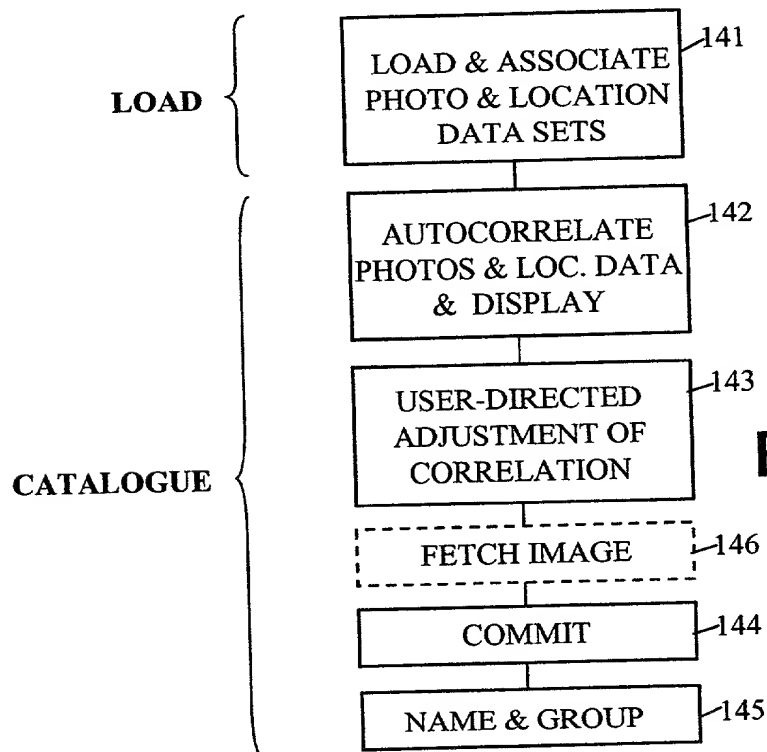 LOAD
LOAD & ASSOCIATE
PHOTO & LOCATION
DATA SETS
141
AUTOCORRELATE
PHOTOS & LOC. DATA
& DISPLAY
142
CATALOGUE
USER-DIRECTED
ADJUSTMENT OF
CORRELATION
143
FETCH IMAGE
146
COMMIT
144
NAME & GROUP
145